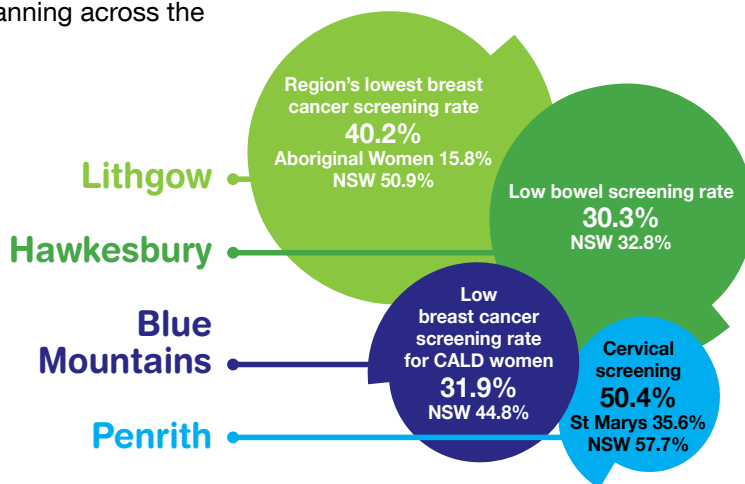 anning across the
Region's lowest breast
cancer screening rate
40.2%
Aboriginal Women 15.8%
NSW 50.9%
Lithgow
Low bowel screening rate
30.3%
NSW 32.8%
Hawkesbury
Low
breast cancer
screening rate
for CALD women
31.9%
NSW 44.8%
Blue
Mountains
Cervical
screening
50.4%
St Marys 35.6%
NSW 57.7%
Penrith